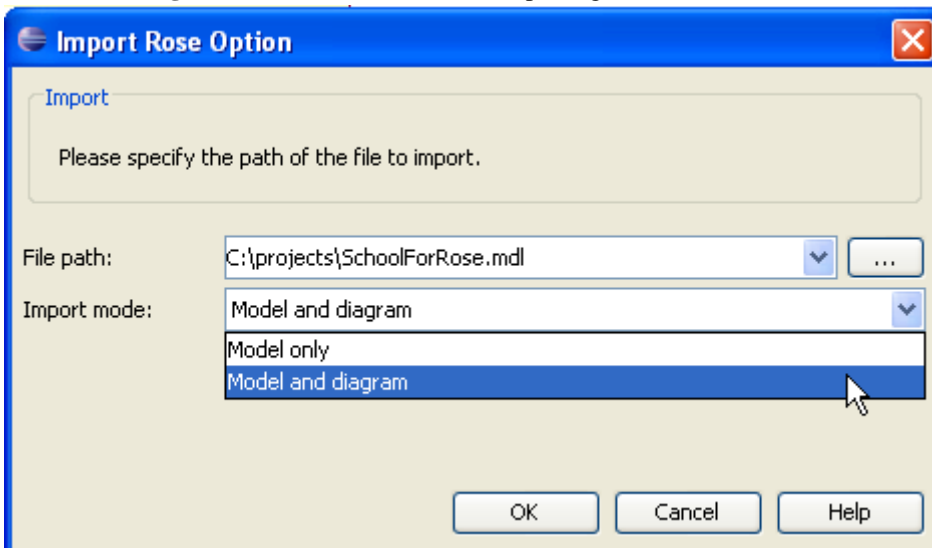 Import Rose Option
Import
Please specify the path of the file to import.
File path:
C:\projects\SchoolForRose.mdl
...
Import mode:
Model and diagram
Model only
Model and diagram
OK
Cancel
Help